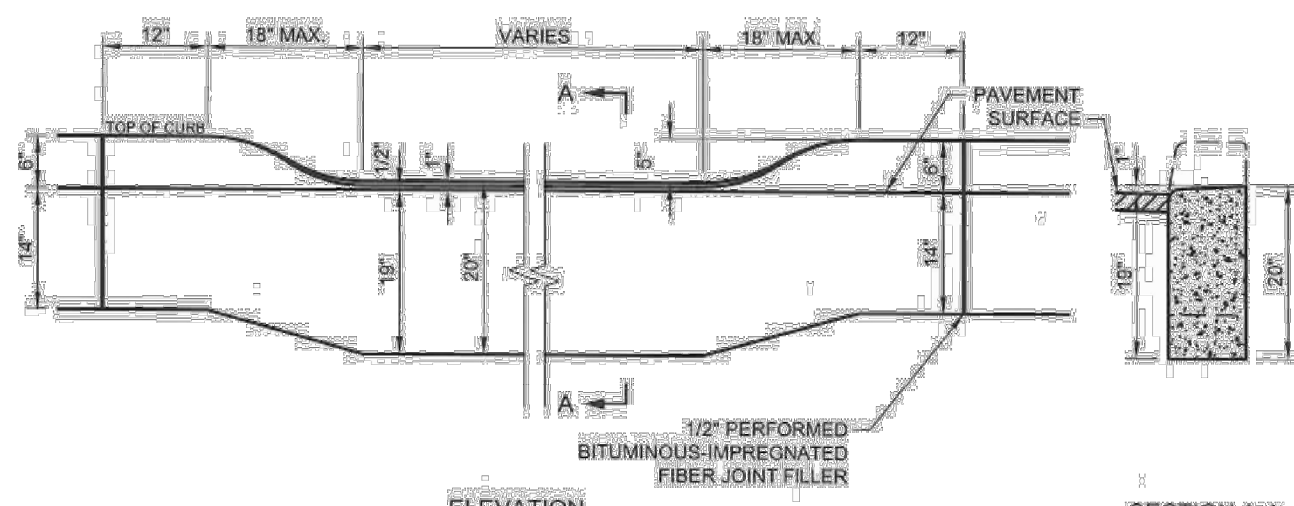 12"
18" MAX.
VARIES
18" MAX.
12"
A
PAVEMENT
SURFACE
TOP OF CURB
6"
1/2"
1"
5"
6"
1"
14"
19"
20"
14"
19"
20"
A
1/2" PERFORMED
BITUMINOUS-IMPREGNATED
FIBER JOINT FILLER
ELEVATION